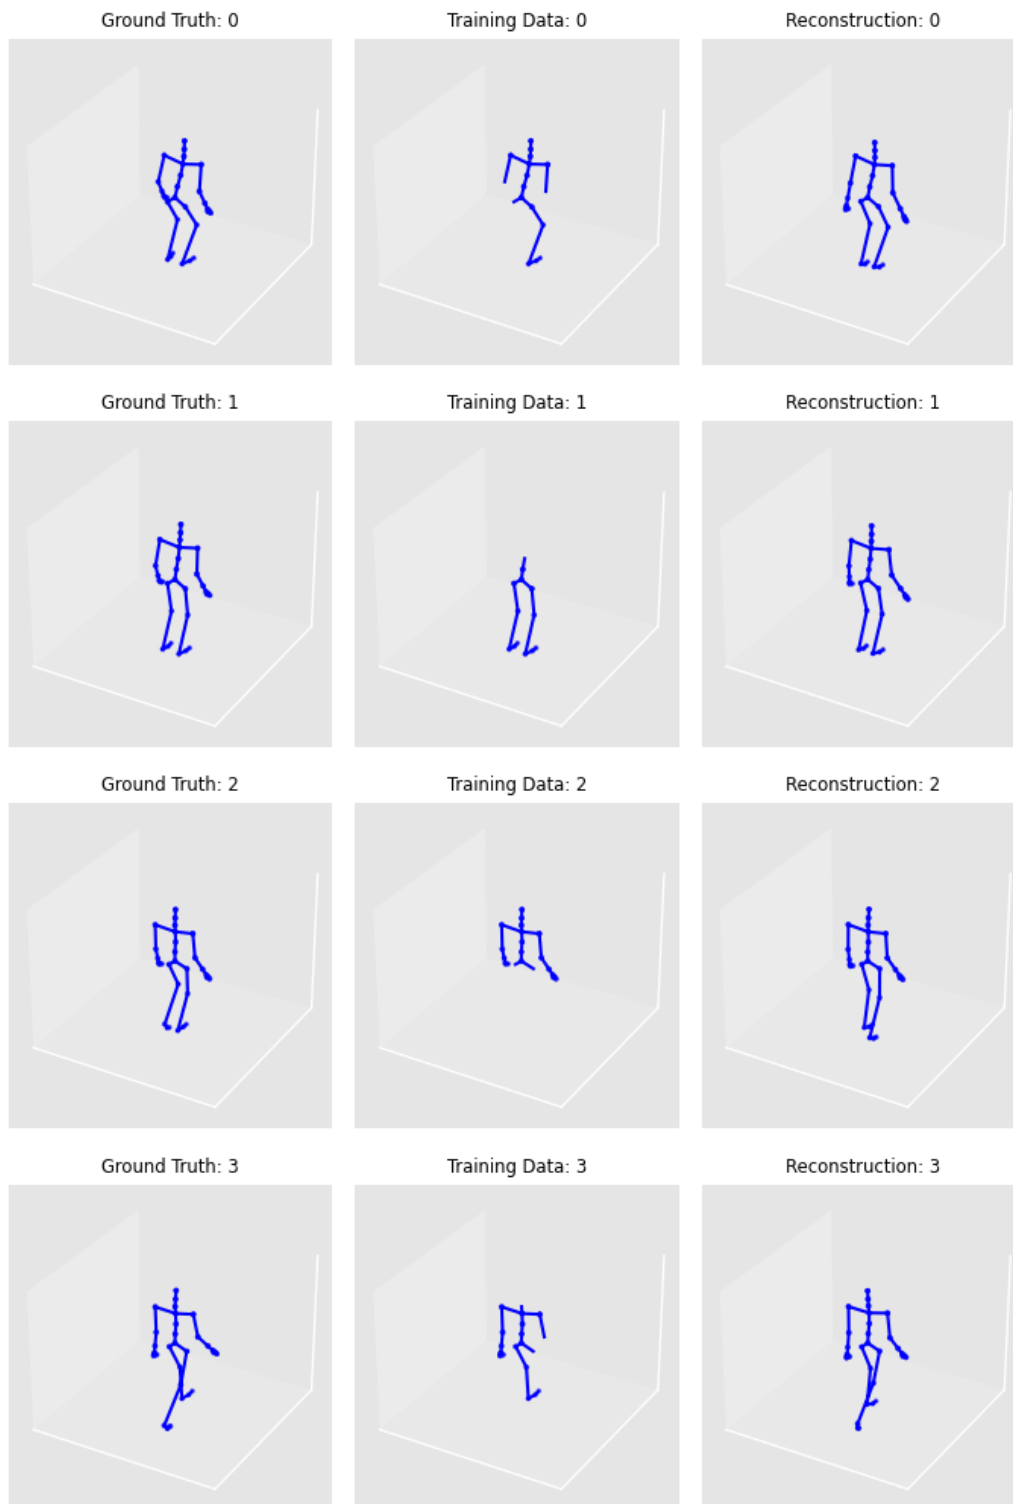 Ground Truth: 0
Training Data: 0
Reconstruction: 0
Ground Truth: 1
Training Data: 1
Reconstruction: 1
Ground Truth: 2
Training Data: 2
Reconstruction: 2
Ground Truth: 3
Training Data: 3
Reconstruction: 3